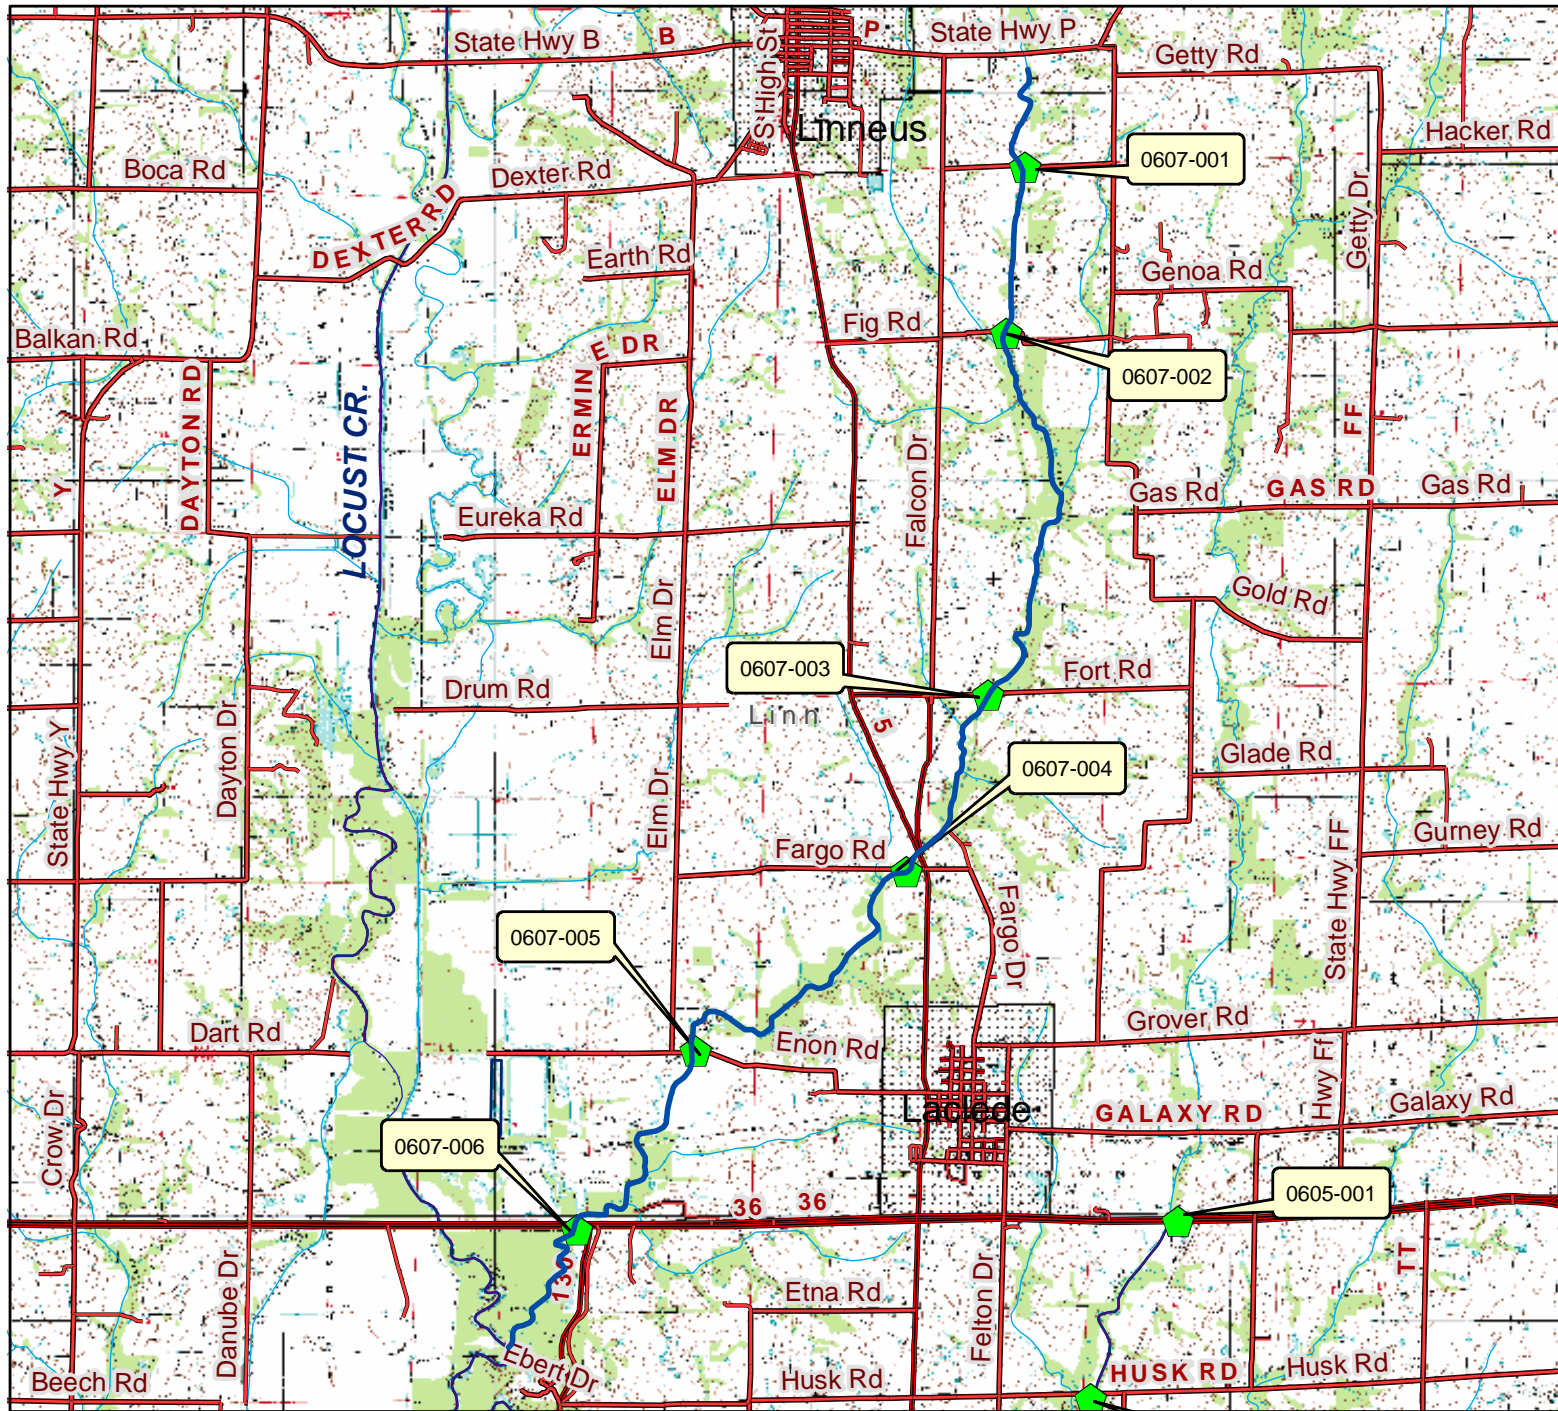 State Hwy B
B
S High St
P
State Hwy P
Getty Rd
Linneus
Hacker Rd
Boca Rd
Dexter Rd
0607-001
DEXTER RD
Earth Rd
Getty Dr
Genoa Rd
Balkan Rd
Fig Rd
ERMINE DR
0607-002
DAYTON RD
LOCUST CR.
ELM DR
FF
Falcon Dr
Y
Eureka Rd
Gas Rd
GAS RD
Gas Rd
Gold Rd
Elm Dr
0607-003
Fort Rd
Drum Rd
Linn
5
State Hwy Y
Dayton Dr
0607-004
Glade Rd
Elm Dr
Fargo Rd
State Hwy FF
Gurney Rd
0607-005
Fargo Dr
Dart Rd
Enon Rd
Grover Rd
Crow Dr
Laclede
GALAXY RD
Hwy Ff
Galaxy Rd
0607-006
36
36
0605-001
Danube Dr
130
Etna Rd
Felton Dr
TT
Beech Rd
Ebert Dr
Husk Rd
HUSK RD
Husk Rd